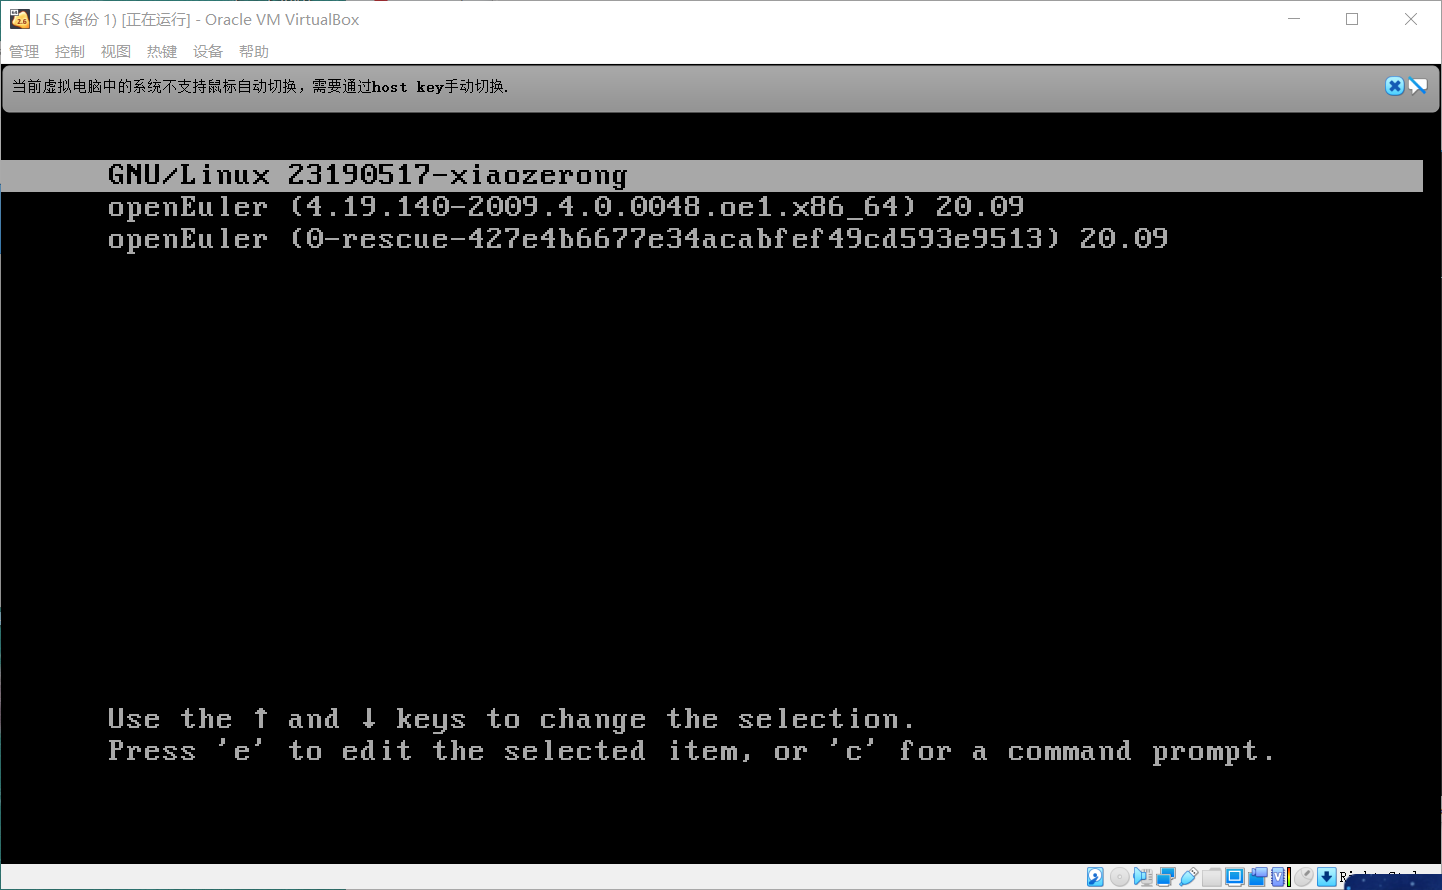 LFS (备份 1) [正在运行] - Oracle VM VirtualBox
管理 控制 视图 热键 设备 帮助
当前虚拟电脑中的系统不支持鼠标自动切换，需要通过host key手动切换.
GNU/Linux 23190517-xiaozerong
openEuler (4.19.140-2009.4.0.0048.oe1.x86_64) 20.09
openEuler (0-rescue-427e4b6677e34acabfef49cd593e9513) 20.09
Use the ↑ and ↓ keys to change the selection.
Press 'e' to edit the selected item, or 'c' for a command prompt.